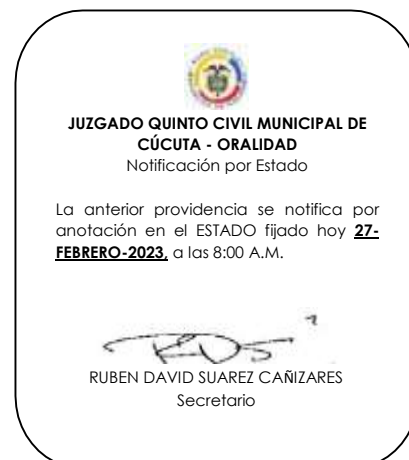 JUZGADO QUINTO CIVIL MUNICIPAL DE
CÚCUTA - ORALIDAD
Notificación por Estado
La anterior providencia se notifica por
anotación en el ESTADO fijado hoy 27-
FEBRERO-2023, a las 8:00 A.M.
RDS
RUBEN DAVID SUAREZ CAÑIZARES
Secretario